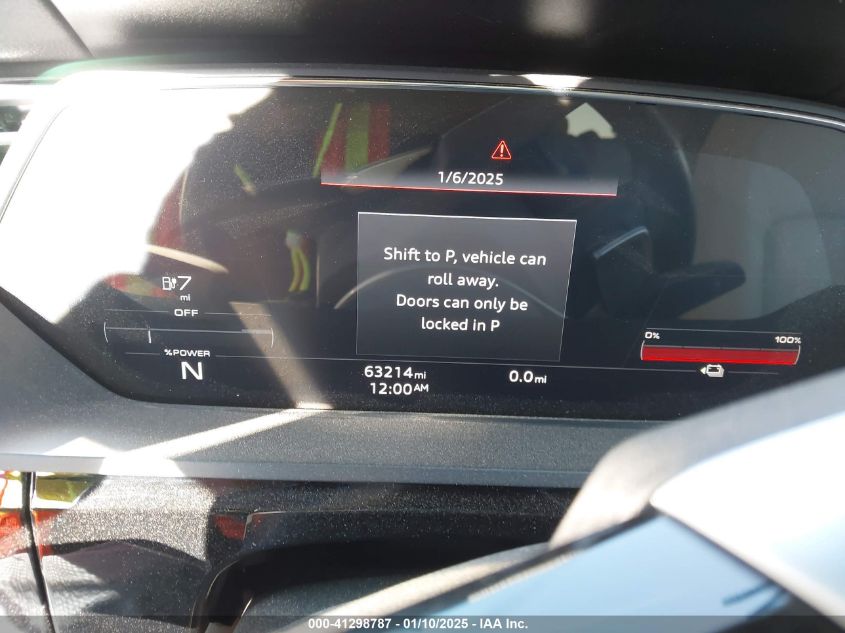 1/6/2025
Shift to P, vehicle can
roll away.
Doors can only be
locked in P
7
mi
OFF
%POWER
N
63214mi
12:00AM
0.0mi
0% 100%
000-41298787 - 01/10/2025 - IAA Inc.